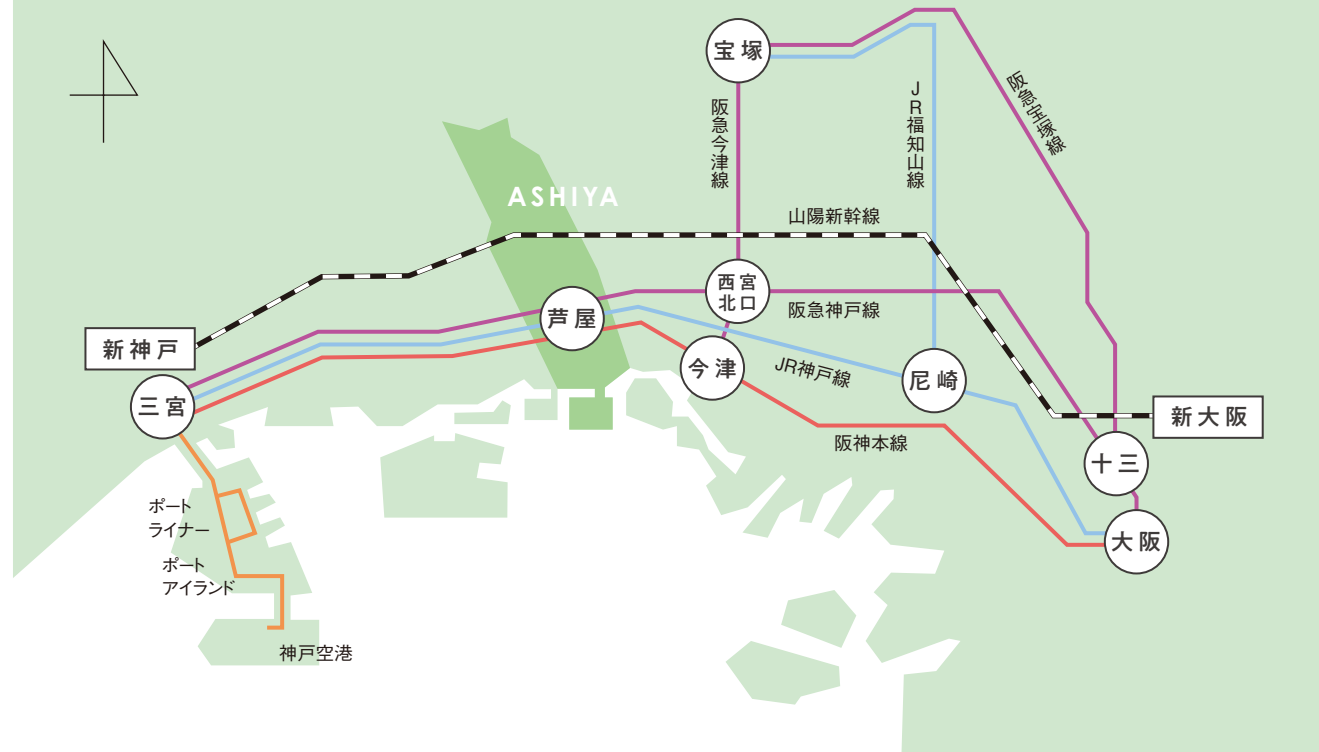 宝塚
阪急今津線
JR福知山線
阪急宝塚線
ASHIYA
山陽新幹線
西宮
北口
阪急神戸線
芦屋
新神戸
今津
JR神戸線
尼崎
三宮
新大阪
阪神本線
十三
ポート
ライナー
大阪
ポート
アイランド
神戸空港